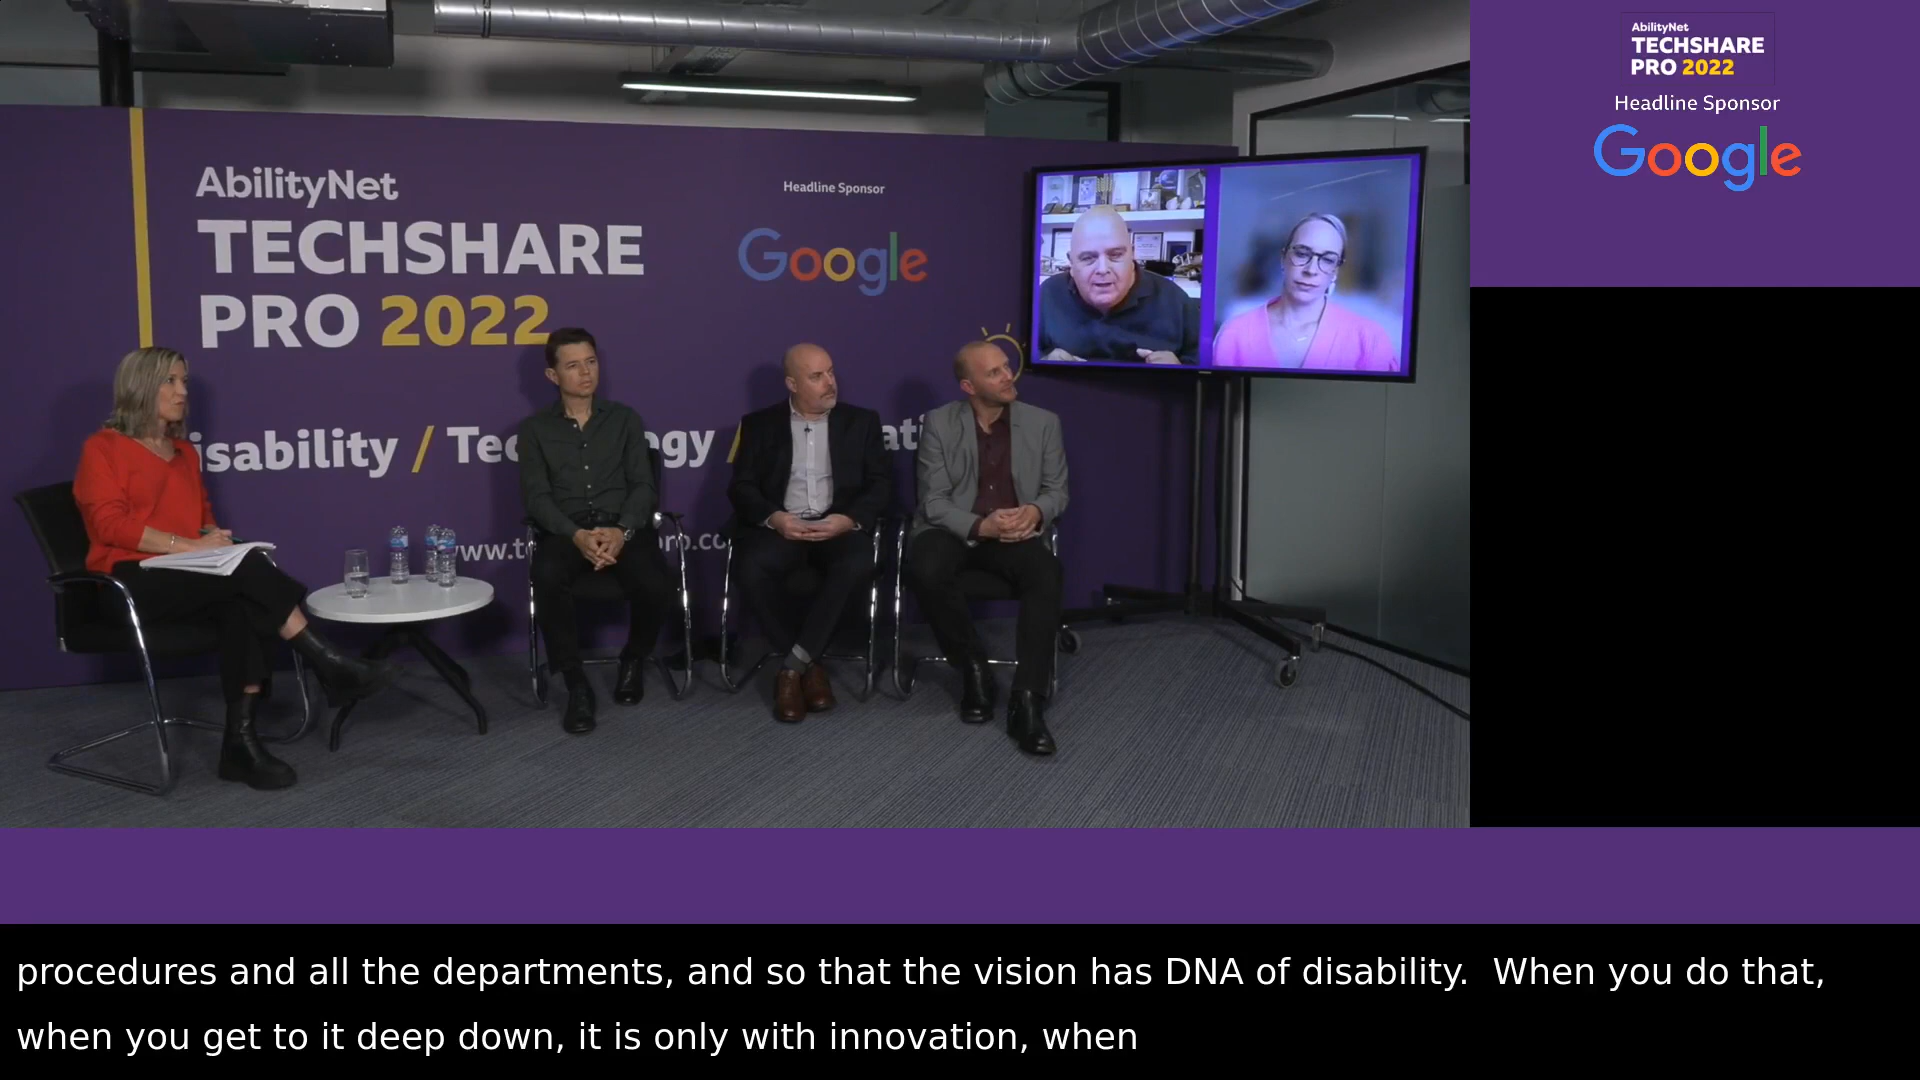 AbilityNet
TECHSHARE
PRO 2022
Headline Sponsor
Google
AbilityNet
TECHSHARE
PRO 2022
Headline Sponsor
Google
procedures and all the departments, and so that the vision has DNA of disability.  When you do that,
when you get to it deep down, it is only with innovation, when